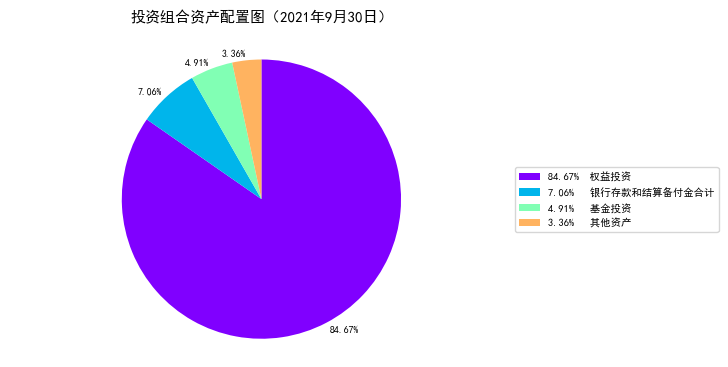 投资组合资产配置图（2021年9月30日）
3.36%
4.91%
7.06%
84.67%
84.67% 权益投资
7.06% 银行存款和结算备付金合计
4.91% 基金投资
3.36% 其他资产